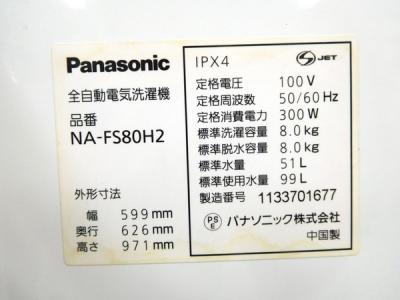 Panasonic
全自動電気洗濯機
品番
NA-FS80H2
外形寸法
幅 599mm
奥行 626mm
高さ 971mm
IPX4
S JET
定格電圧 100V
定格周波数 50/60Hz
定格消費電力 300W
標準洗濯容量 8.0kg
標準脱水容量 8.0kg
標準水量 51L
標準使用水量 99L
製造番号 1133701677
PSE パナソニック株式会社
中国製